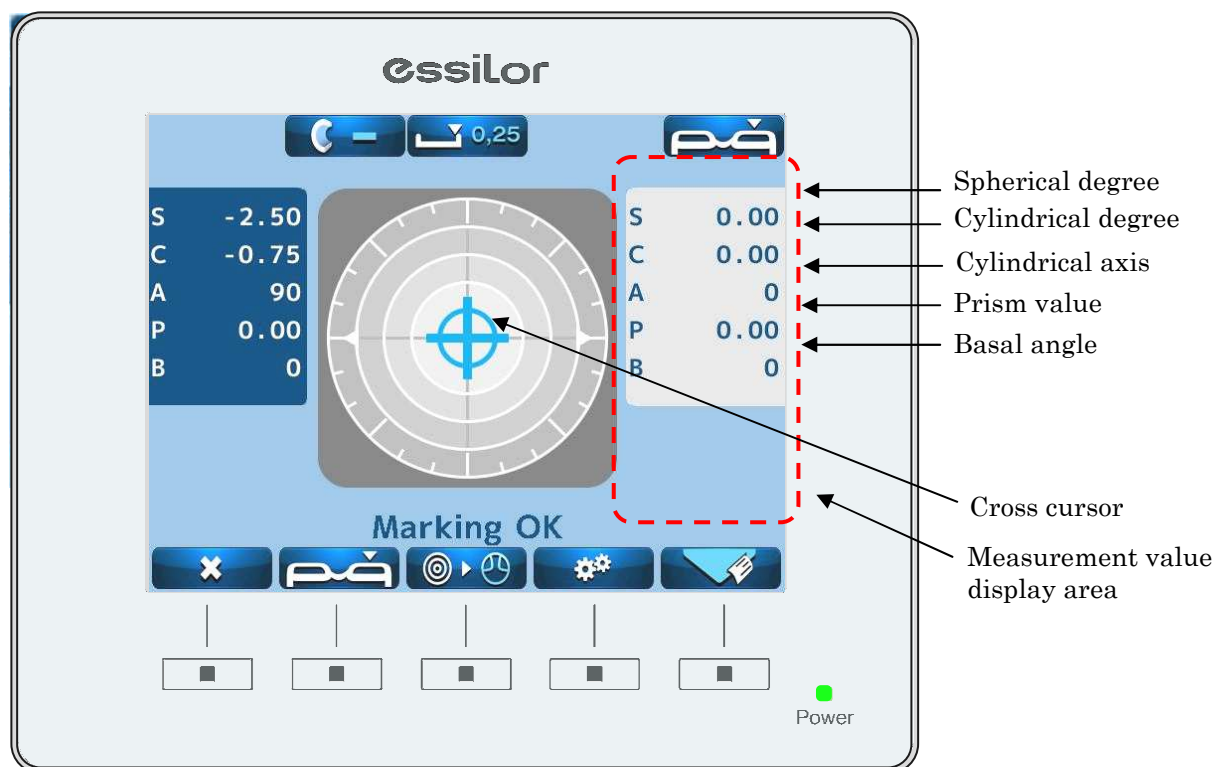 essilor
0,25
S -2.50
C -0.75
A 90
P 0.00
B 0
S 0.00
C 0.00
A 0
P 0.00
B 0
Marking OK
Power
Spherical degree
Cylindrical degree
Cylindrical axis
Prism value
Basal angle
Cross cursor
Measurement value
display area